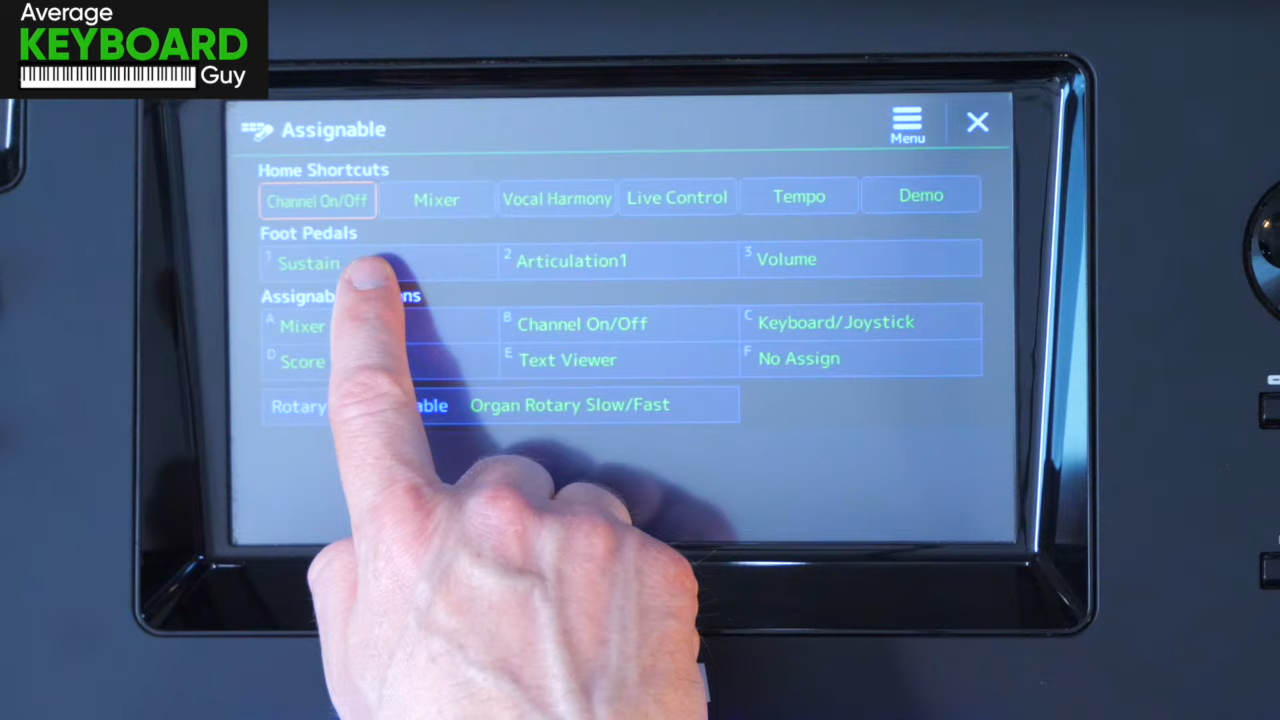 Average
KEYBOARD
Guy
Assignable
Menu
Home Shortcuts
Channel On/Off Mixer Vocal Harmony Live Control Tempo Demo
Foot Pedals
1 Sustain 2 Articulation1 3 Volume
A Mixer B Channel On/Off C Keyboard/Joystick
D Score E Text Viewer F No Assign
Rotary Organ Rotary Slow/Fast